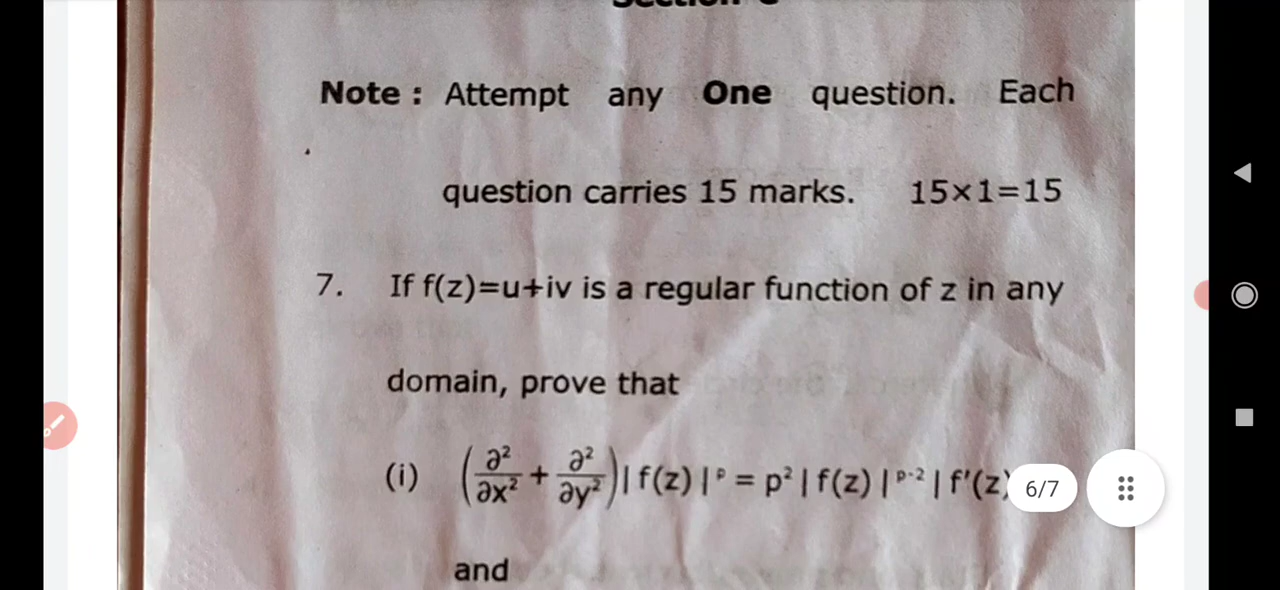 Note : Attempt any One question. Each
question carries 15 marks. 15×1=15
7. If f(z)=u+iv is a regular function of z in any
domain, prove that
(i) (∂²/∂x² + ∂²/∂y²)| f(z) |ᵖ = p² | f(z) |ᵖ⁻² | f'(z)
6/7
and